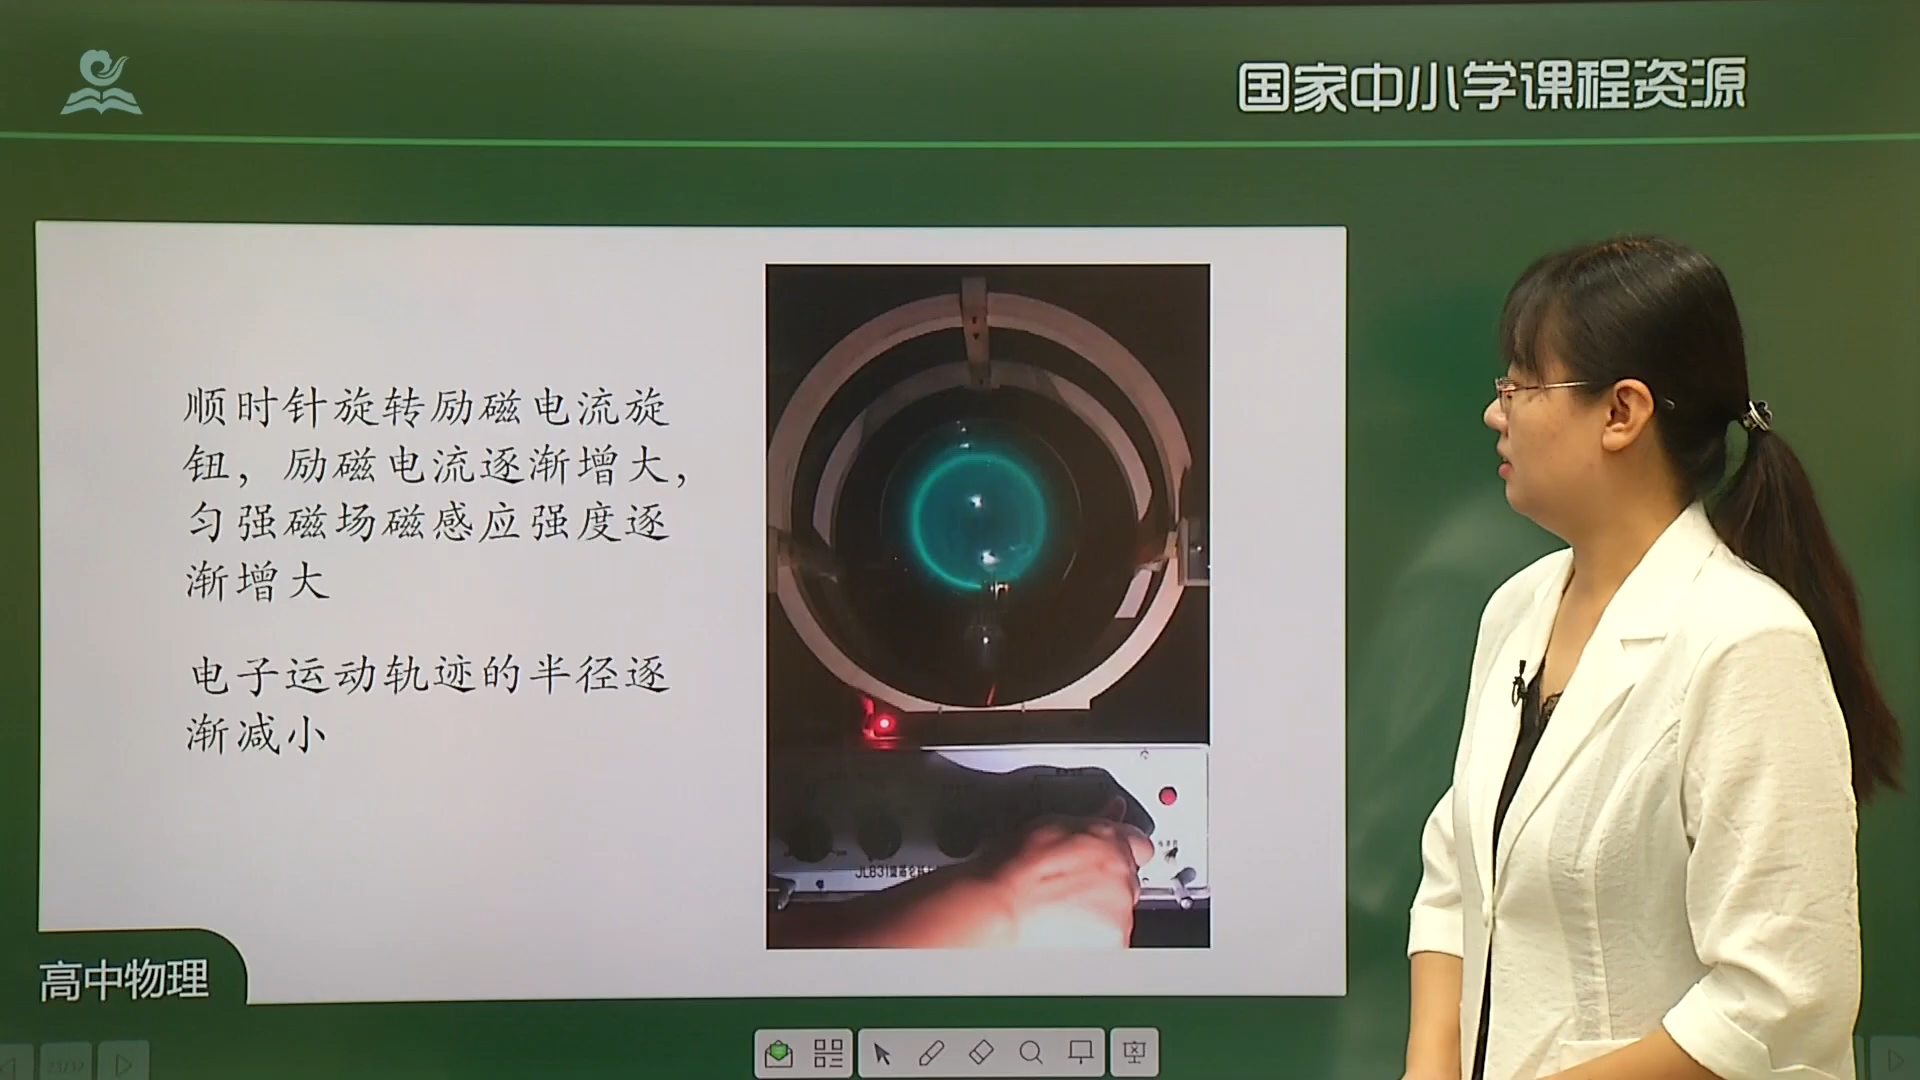 国家中小学课程资源
顺时针旋转励磁电流旋
钮，励磁电流逐渐增大，
匀强磁场磁感应强度逐
渐增大
电子运动轨迹的半径逐
渐减小
高中物理